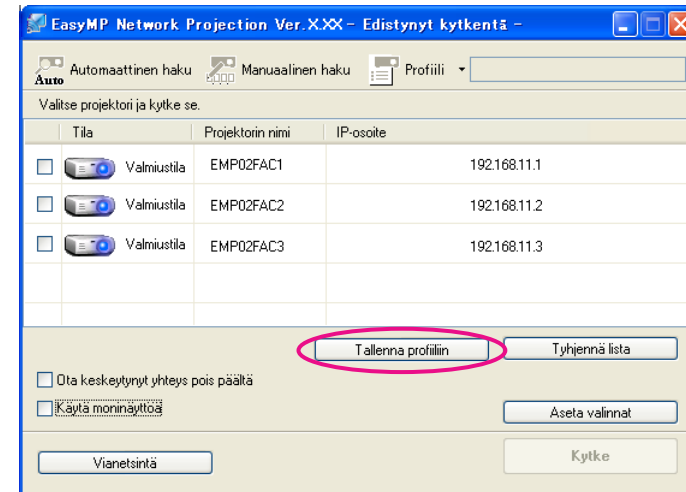 EasyMP Network Projection Ver.X.XX – Edistynyt kytkentä –
Auto Automaattinen haku Manuaalinen haku Profiili
Valitse projektori ja kytke se.
Tila Projektorin nimi IP-osoite
Valmiustila EMP02FAC1 192.168.11.1
Valmiustila EMP02FAC2 192.168.11.2
Valmiustila EMP02FAC3 192.168.11.3
Tallenna profiiliin Tyhjennä lista
Ota keskeytynyt yhteys pois päältä
Käytä moninäyttöä
Aseta valinnat
Vianetsintä Kytke